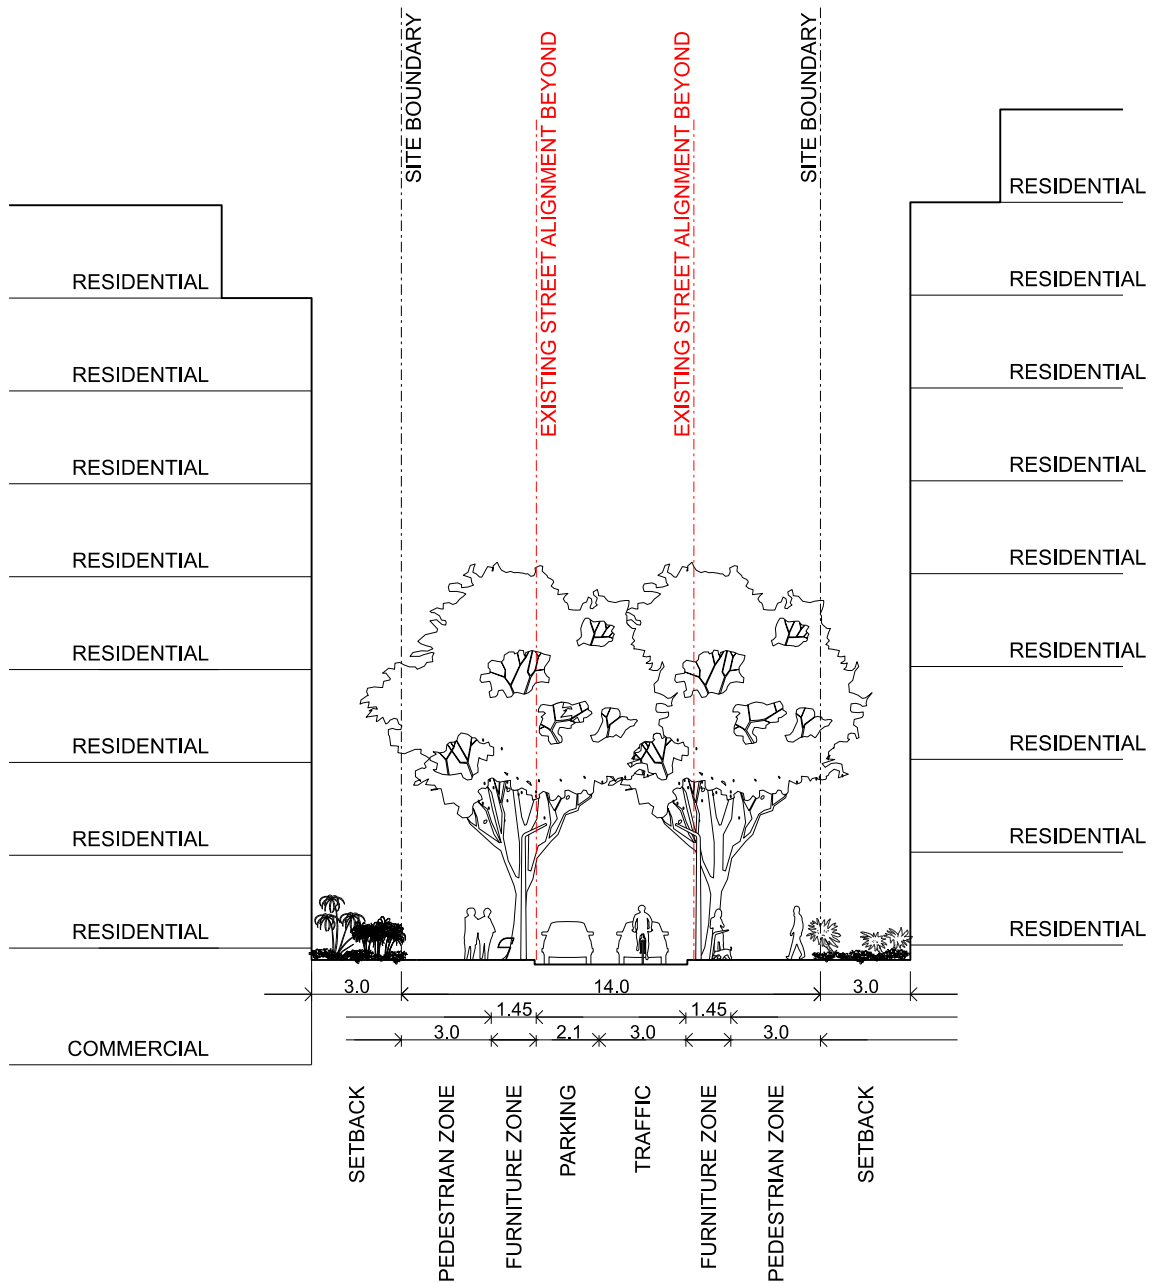 SITE BOUNDARY
EXISTING STREET ALIGNMENT BEYOND
EXISTING STREET ALIGNMENT BEYOND
SITE BOUNDARY
RESIDENTIAL
RESIDENTIAL
RESIDENTIAL
RESIDENTIAL
RESIDENTIAL
RESIDENTIAL
RESIDENTIAL
RESIDENTIAL
COMMERCIAL
RESIDENTIAL
RESIDENTIAL
RESIDENTIAL
RESIDENTIAL
RESIDENTIAL
RESIDENTIAL
RESIDENTIAL
RESIDENTIAL
RESIDENTIAL
3.0 14.0 3.0
1.45 1.45
3.0 2.1 3.0 3.0
SETBACK
PEDESTRIAN ZONE
FURNITURE ZONE
PARKING
TRAFFIC
FURNITURE ZONE
PEDESTRIAN ZONE
SETBACK